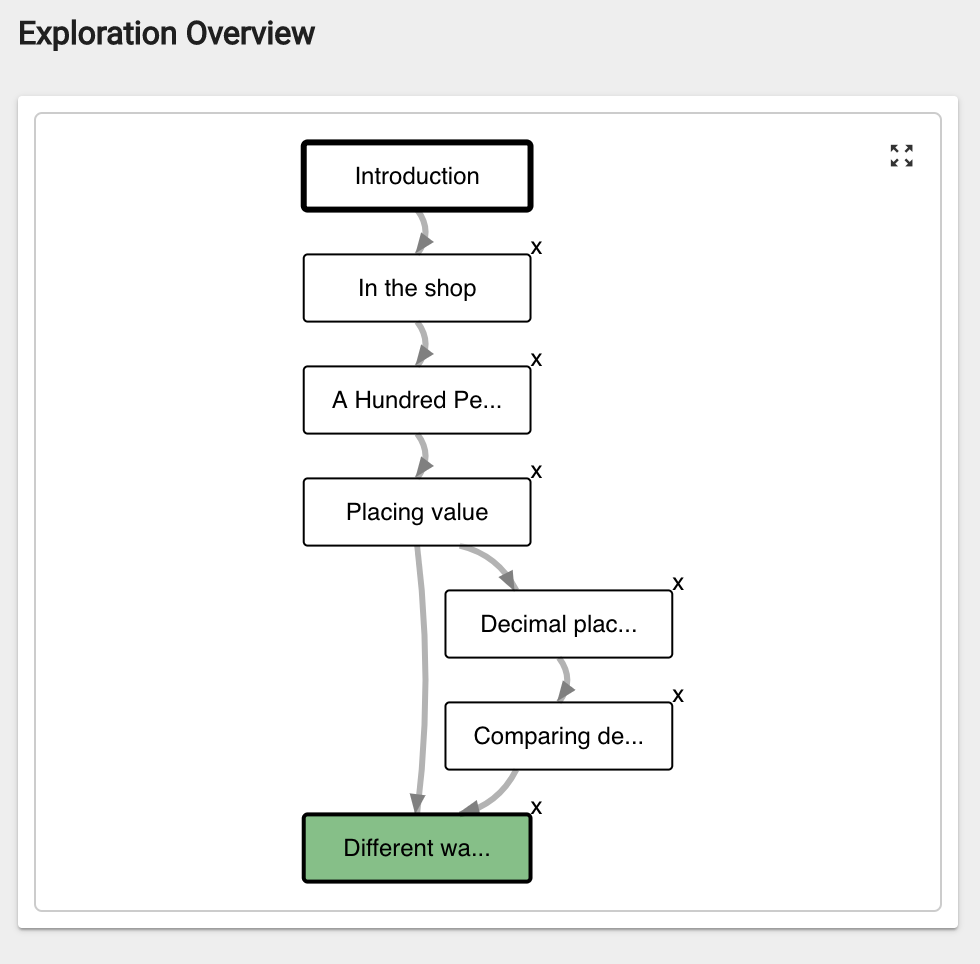 Exploration Overview
Introduction
x
In the shop
x
A Hundred Pe...
x
Placing value
x
Decimal plac...
x
Comparing de...
x
Different wa...